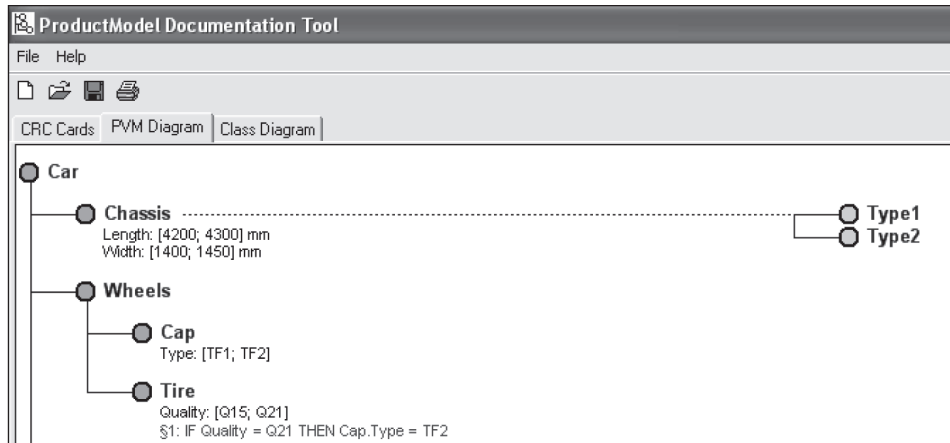 ProductModel Documentation Tool
File Help
CRC Cards PVM Diagram Class Diagram
Car
Chassis Type1
Length: [4200; 4300] mm Type2
Width: [1400; 1450] mm
Wheels
Cap
Type: [TF1; TF2]
Tire
Quality: [Q15; Q21]
§1: IF Quality = Q21 THEN Cap.Type = TF2